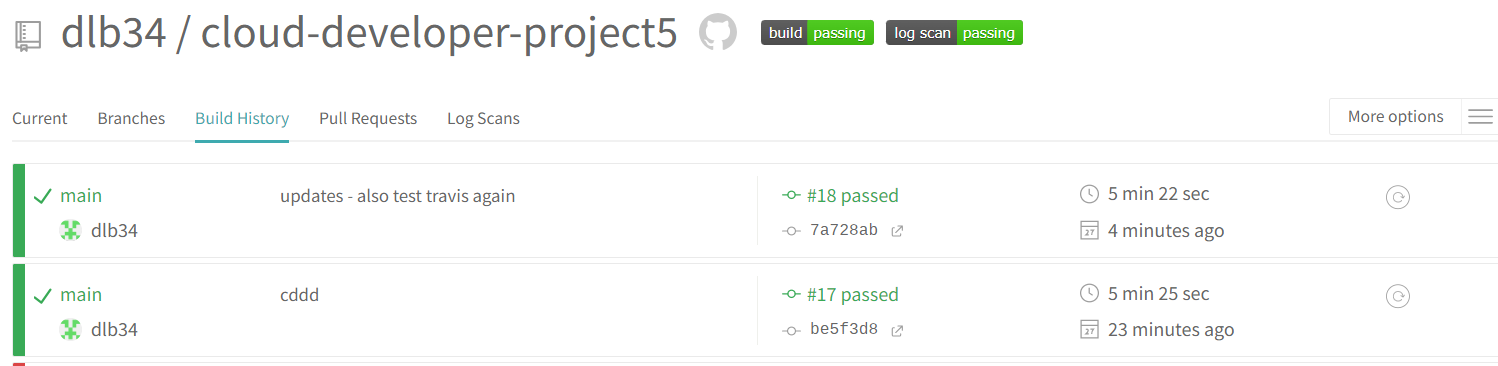 dlb34 / cloud-developer-project5 build passing log scan passing
Current Branches Build History Pull Requests Log Scans More options
main updates - also test travis again #18 passed 5 min 22 sec
dlb34 7a728ab 27 4 minutes ago
main cddd #17 passed 5 min 25 sec
dlb34 be5f3d8 27 23 minutes ago